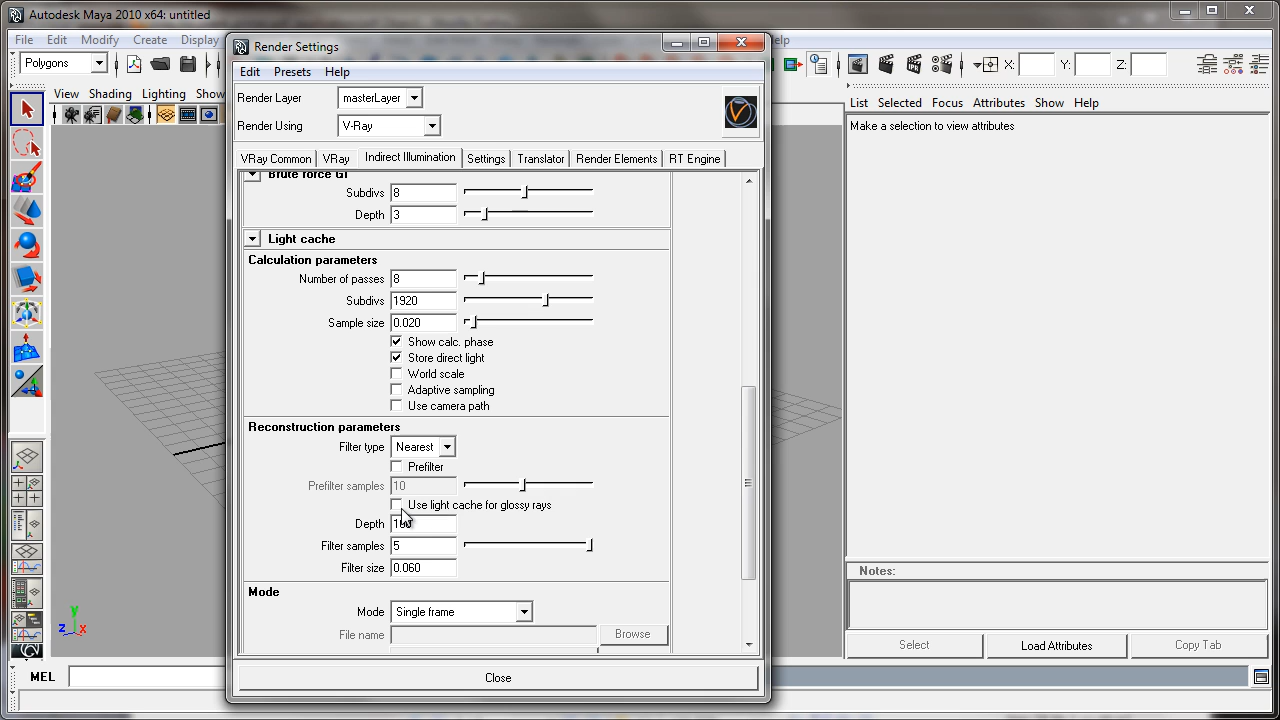 Autodesk Maya 2010 x64: untitled
File Edit Modify Create Display
Polygons
X: Y: Z:
View Shading Lighting Show
Render Settings
Edit Presets Help
Render Layer masterLayer
Render Using V-Ray
VRay Common VRay Indirect Illumination Settings Translator Render Elements RT Engine
Brute force GI
Subdivs 8
Depth 3
Light cache
Calculation parameters
Number of passes 8
Subdivs 1920
Sample size 0.020
Show calc. phase
Store direct light
World scale
Adaptive sampling
Use camera path
Reconstruction parameters
Filter type Nearest
Prefilter
Prefilter samples 10
Use light cache for glossy rays
Depth
Filter samples 5
Filter size 0.060
Mode
Mode Single frame
File name Browse
Close
List Selected Focus Attributes Show Help
Make a selection to view attributes
Notes:
Select Load Attributes Copy Tab
y
z x
MEL